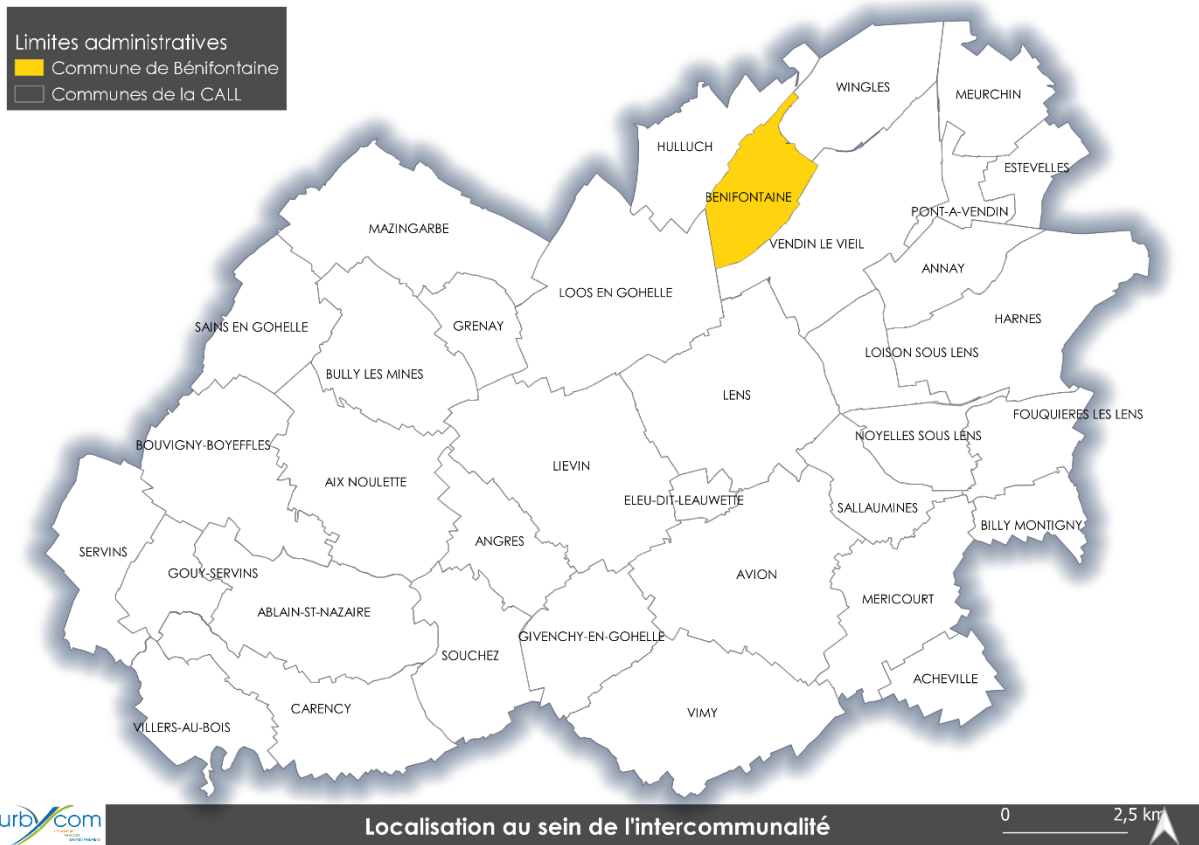 Limites administratives
Commune de Bénifontaine
Communes de la CALL
WINGLES
MEURCHIN
HULLUCH
ESTEVELLES
BENIFONTAINE
PONT-A-VENDIN
MAZINGARBE
VENDIN LE VIEIL
ANNAY
LOOS EN GOHELLE
HARNES
SAINS EN GOHELLE
GRENAY
LOISON SOUS LENS
BULLY LES MINES
LENS
FOUQUIERES LES LENS
NOYELLES SOUS LENS
BOUVIGNY-BOYEFFLES
LIEVIN
AIX NOULETTE
ELEU-DIT-LEAUWETTE
SALLAUMINES
BILLY MONTIGNY
ANGRES
SERVINS
GOUY-SERVINS
AVION
MERICOURT
ABLAIN-ST-NAZAIRE
GIVENCHY-EN-GOHELLE
SOUCHEZ
ACHEVILLE
CARENCY
VIMY
VILLERS-AU-BOIS
urbycom
Localisation au sein de l'intercommunalité
0 2,5 km